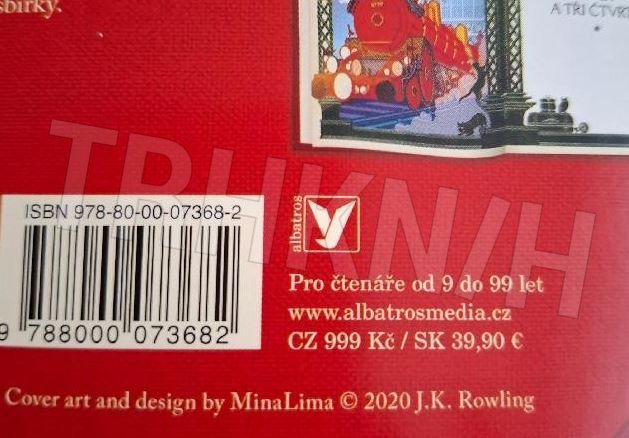 sbírky.
A TŘI ČTVR
TRHKN/H
ISBN 978-80-00-07368-2
9 788000 073682
albatros
Pro čtenáře od 9 do 99 let
www.albatrosmedia.cz
CZ 999 Kč / SK 39,90 €
Cover art and design by MinaLima © 2020 J.K. Rowling